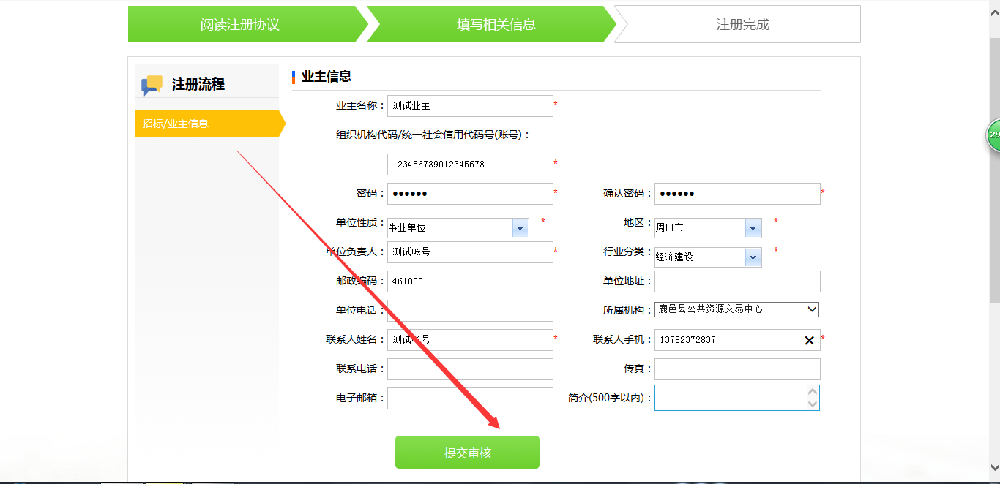 阅读注册协议
填写相关信息
注册完成
注册流程
招标/业主信息
业主信息
业主名称： 测试业主 *
组织机构代码/统一社会信用代码号(账号)：
123456789012345678 *
密码： ●●●●●● * 确认密码： ●●●●●● *
单位性质： 事业单位 * 地区： 周口市 *
单位负责人： 测试帐号 * 行业分类： 经济建设 *
邮政编码： 461000 单位地址：
单位电话： 所属机构： 鹿邑县公共资源交易中心
联系人姓名： 测试帐号 * 联系人手机： 13782372837 *
联系电话： 传真：
电子邮箱： 简介(500字以内)：
提交审核
29